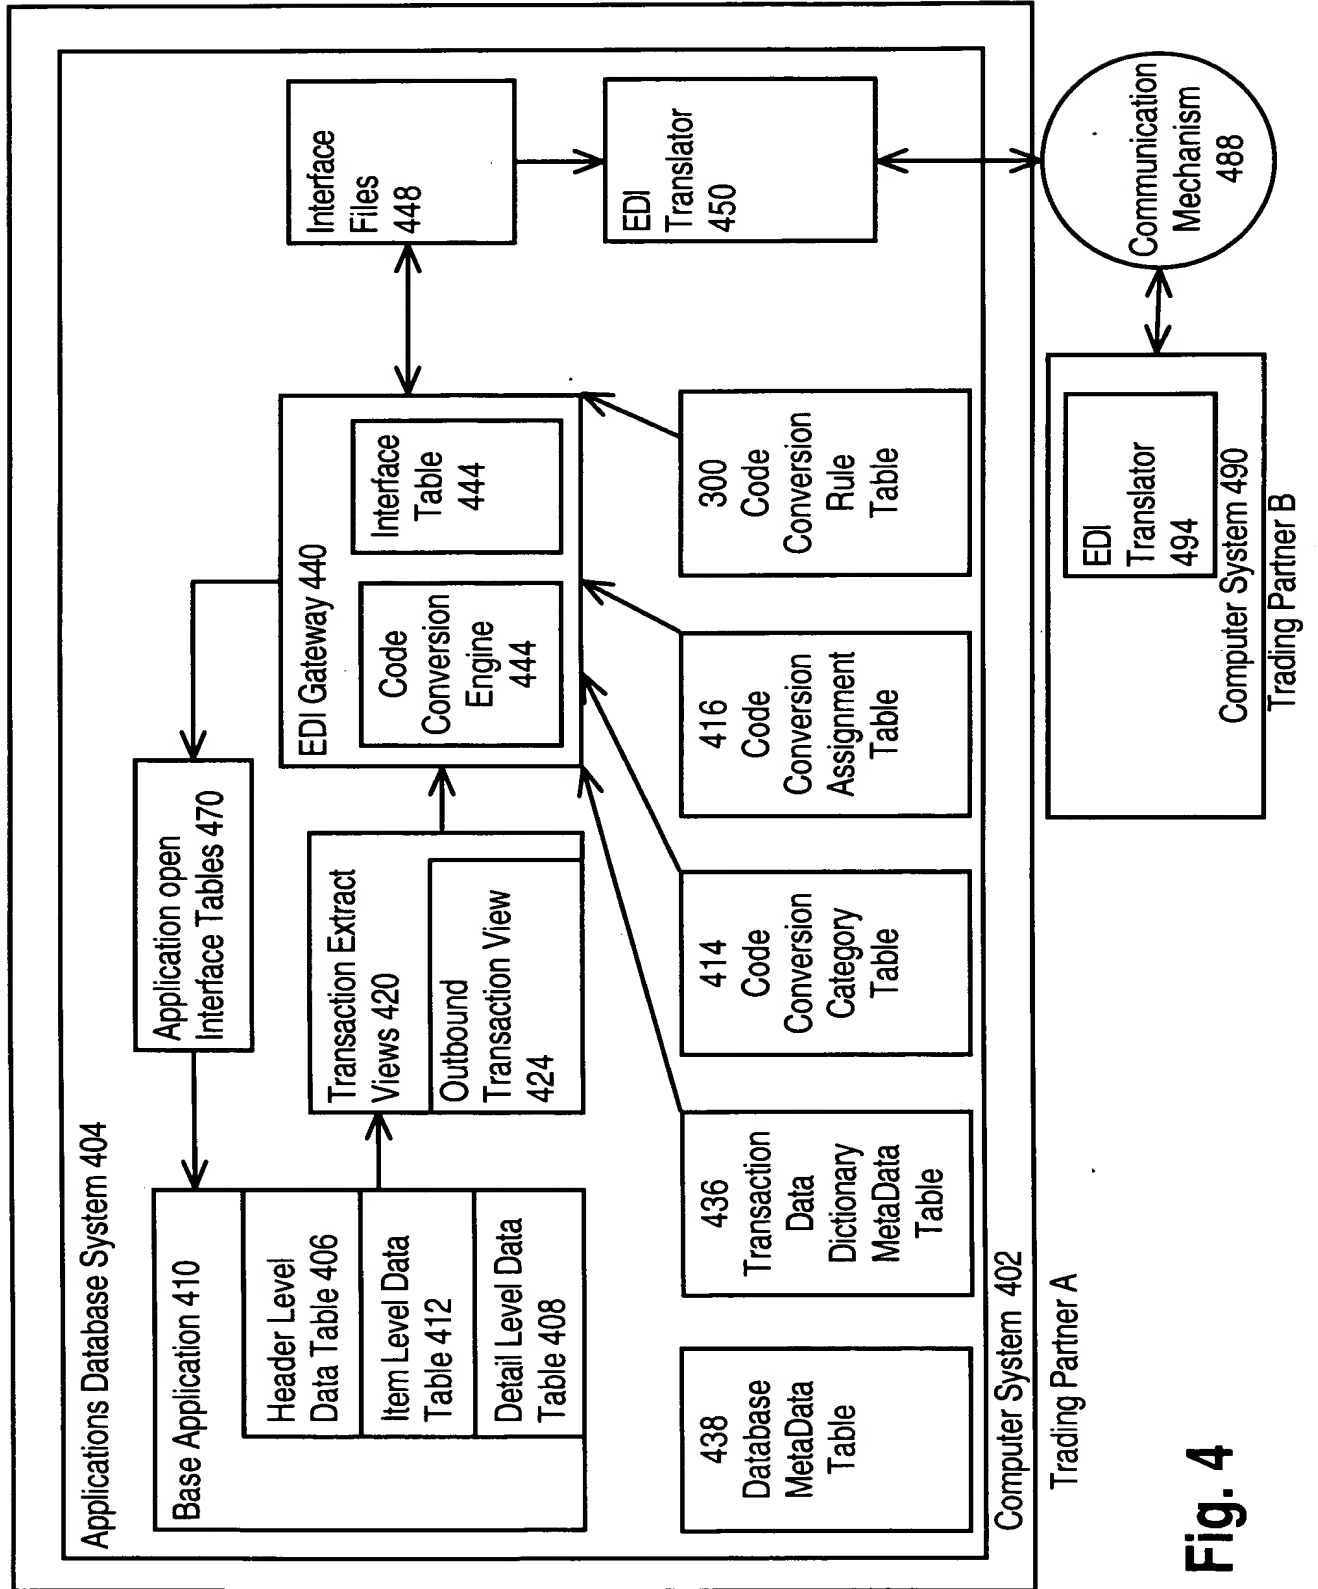 Applications Database System 404
Base Application 410
Header Level
Data Table 406
Item Level Data
Table 412
Detail Level Data
Table 408
Application open
Interface Tables 470
Transaction Extract
Views 420
Outbound
Transaction View
424
EDI Gateway 440
Code
Conversion
Engine
444
Interface
Table
444
Interface
Files
448
EDI
Translator
450
438
Database
MetaData
Table
436
Transaction
Data
Dictionary
MetaData
Table
414
Code
Conversion
Category
Table
416
Code
Conversion
Assignment
Table
300
Code
Conversion
Rule
Table
Computer System 402
Trading Partner A
EDI
Translator
494
Computer System 490
Trading Partner B
Communication
Mechanism
488
Fig. 4